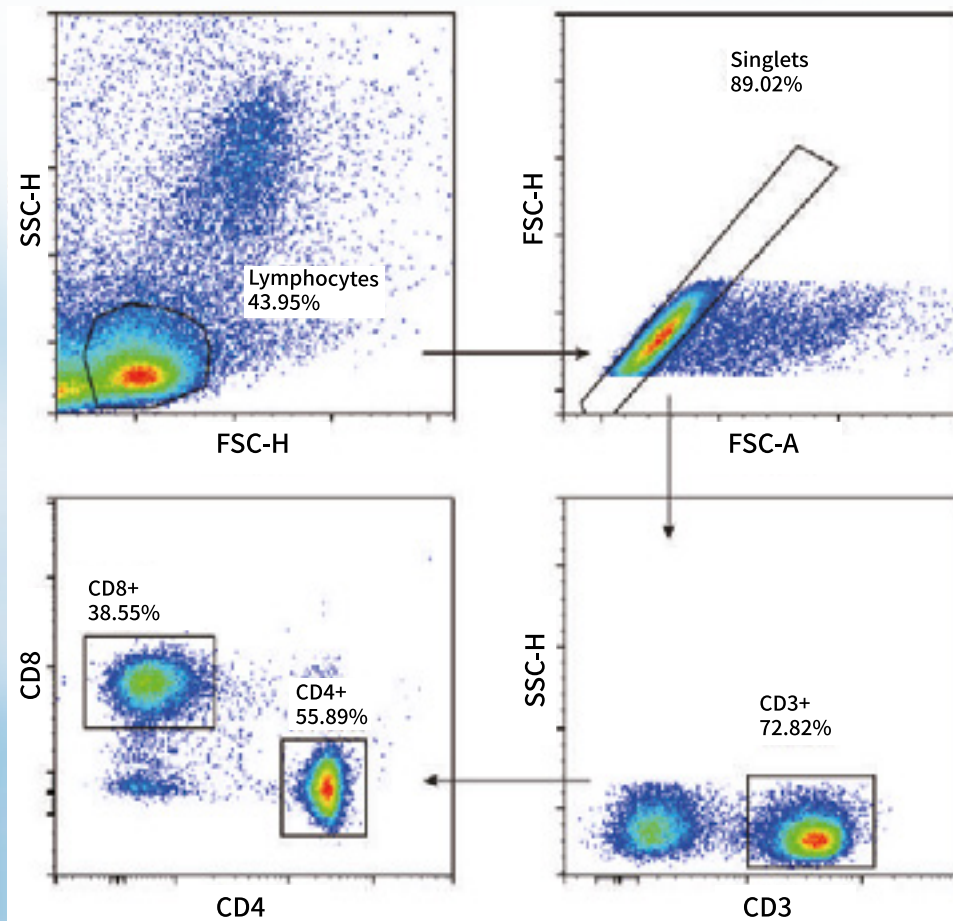 SSC-H
Lymphocytes
43.95%
FSC-H
FSC-H
Singlets
89.02%
FSC-A
CD8
CD8+
38.55%
CD4+
55.89%
CD4
SSC-H
CD3+
72.82%
CD3